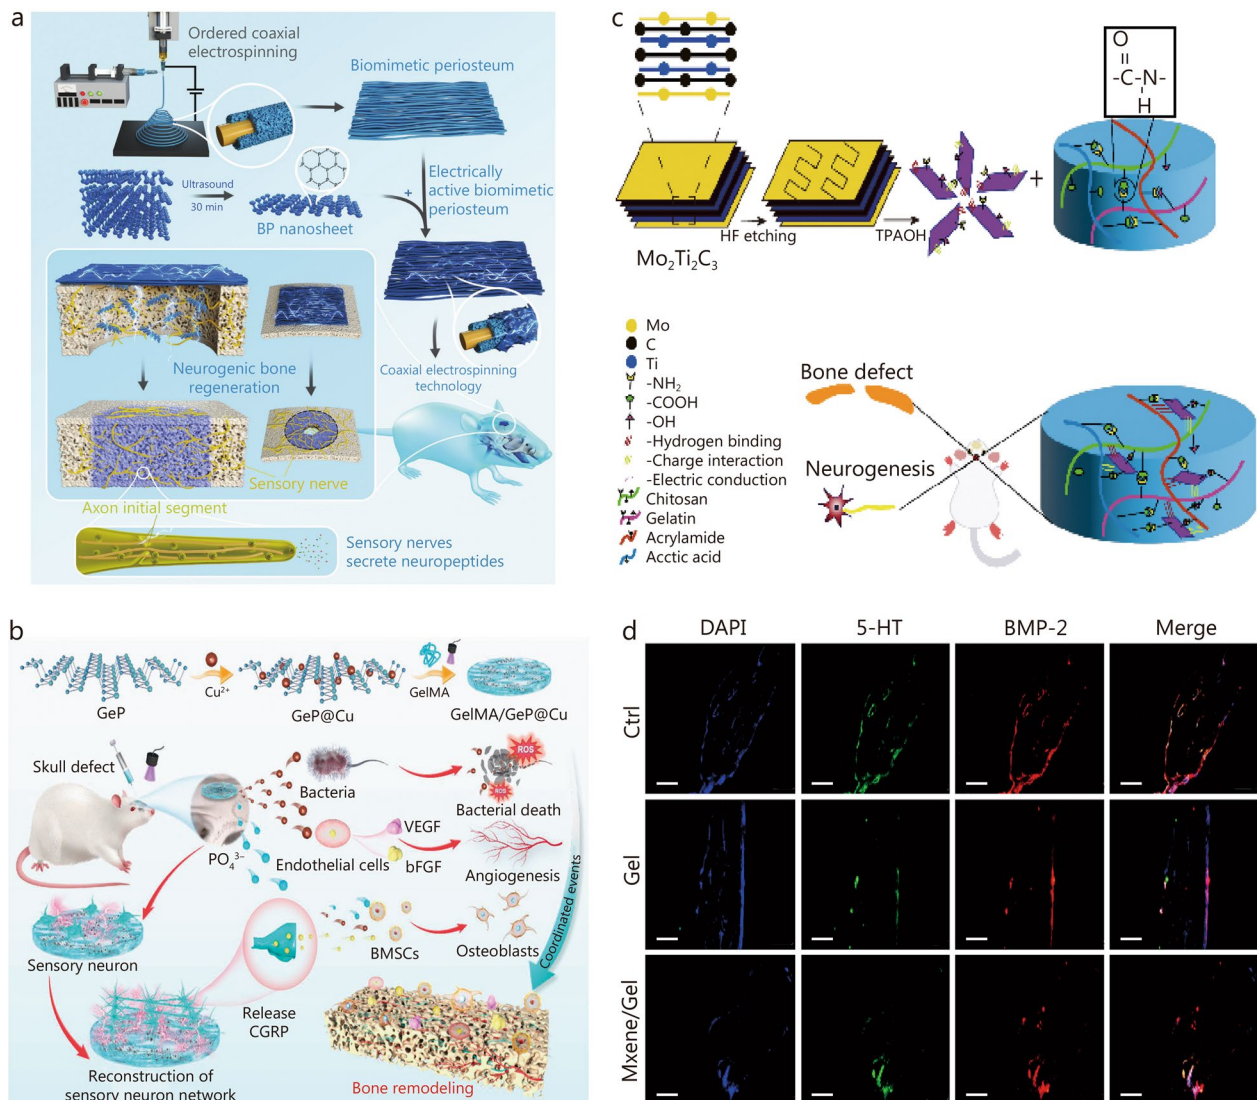 a
Ordered coaxial
electrospinning
Biomimetic periosteum
Ultrasound
30 min
BP nanosheet
+
Electrically
active biomimetic
periosteum
Neurogenic bone
regeneration
Coaxial electrospinning
technology
Sensory nerve
Axon initial segment
Sensory nerves
secrete neuropeptides
c
O
-C-N-
H
HF etching
TPAOH
+
Mo₂Ti₂C₃
Mo
C
Ti
-NH₂
-COOH
-OH
-Hydrogen binding
-Charge interaction
-Electric conduction
Chitosan
Gelatin
Acrylamide
Acctic acid
Bone defect
Neurogenesis
b
GeP
Cu²⁺
GeP@Cu
GelMA
GelMA/GeP@Cu
Skull defect
Bacteria
ROS
ROS
Bacterial death
PO₄³⁻
Endothelial cells
VEGF
bFGF
Angiogenesis
Coordinated events
Sensory neuron
BMSCs
Osteoblasts
Release
CGRP
Reconstruction of
sensory neuron network
Bone remodeling
d
DAPI
5-HT
BMP-2
Merge
Ctrl
Gel
Mxene/Gel